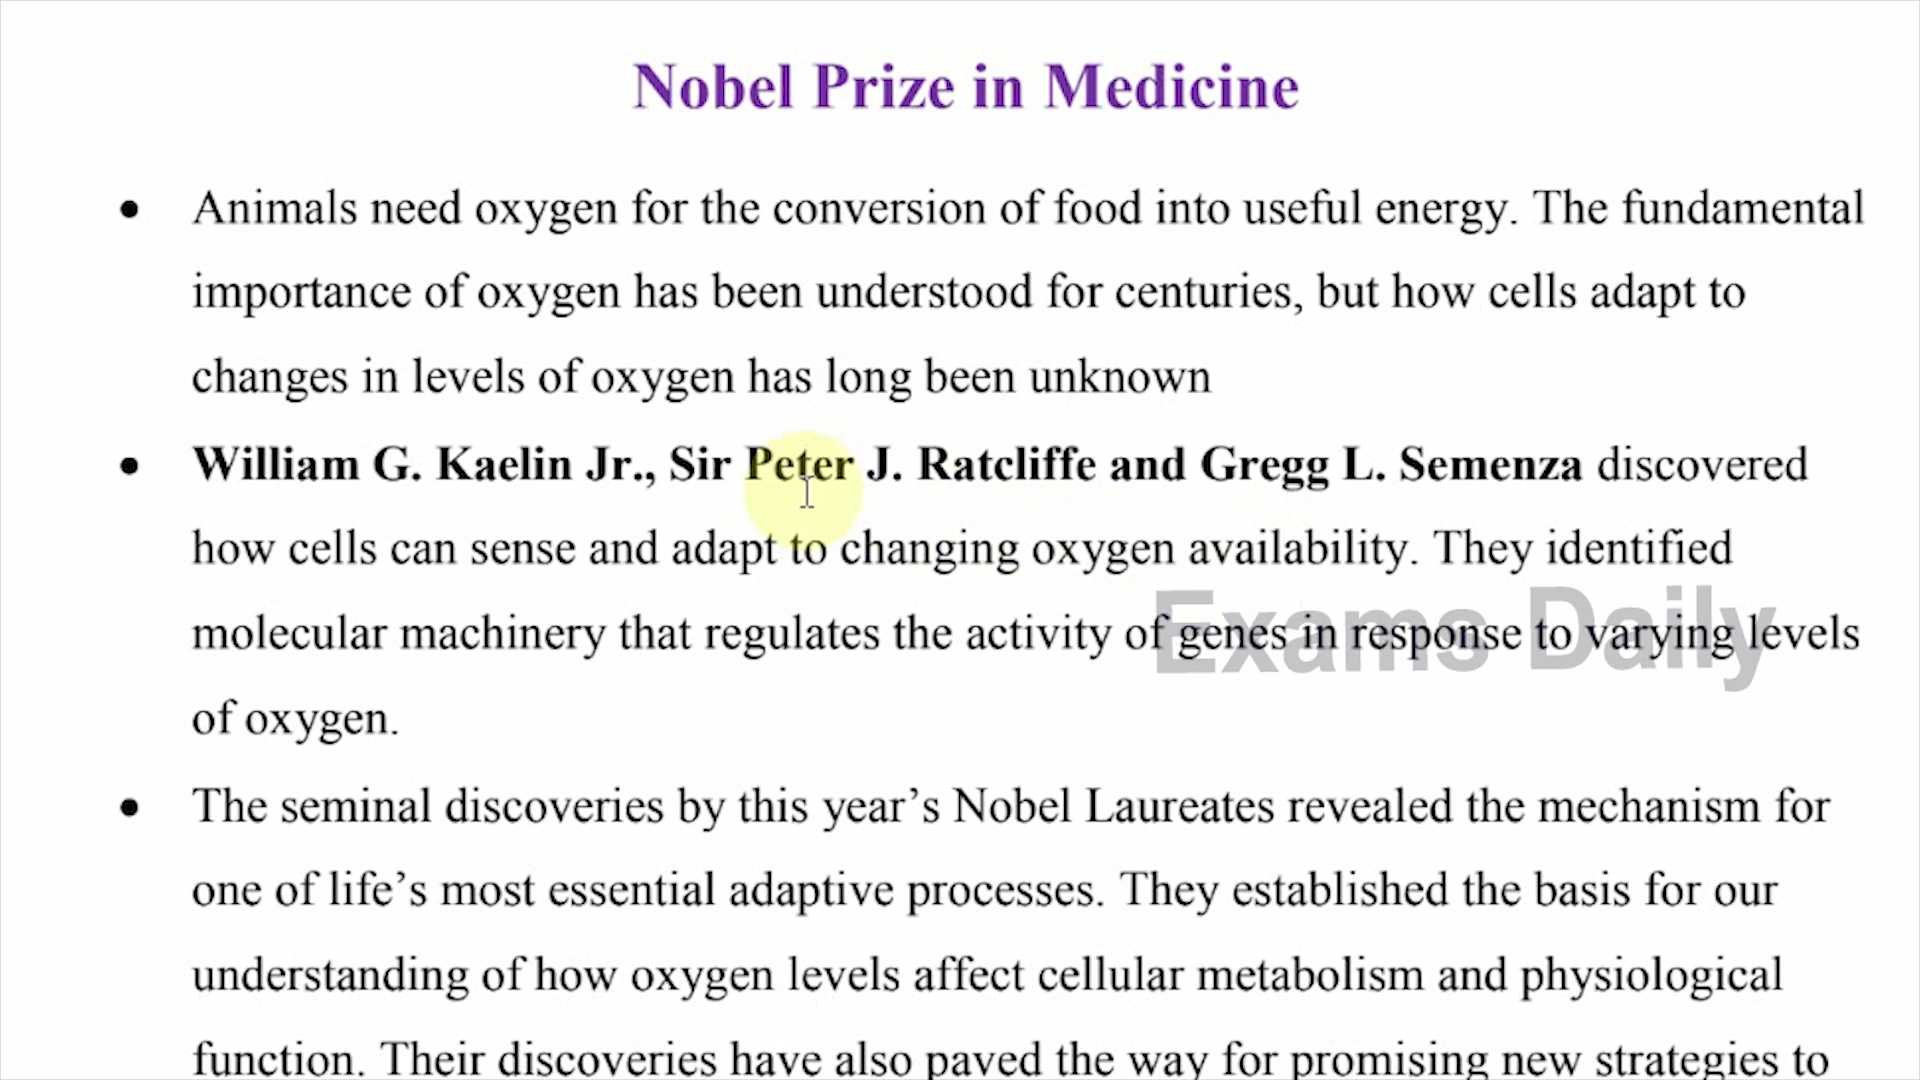 Nobel Prize in Medicine
• Animals need oxygen for the conversion of food into useful energy. The fundamental
importance of oxygen has been understood for centuries, but how cells adapt to
changes in levels of oxygen has long been unknown
• William G. Kaelin Jr., Sir Peter J. Ratcliffe and Gregg L. Semenza discovered
how cells can sense and adapt to changing oxygen availability. They identified
molecular machinery that regulates the activity of genes in response to varying levels
of oxygen.
Exams Daily
• The seminal discoveries by this year’s Nobel Laureates revealed the mechanism for
one of life’s most essential adaptive processes. They established the basis for our
understanding of how oxygen levels affect cellular metabolism and physiological
function. Their discoveries have also paved the way for promising new strategies to